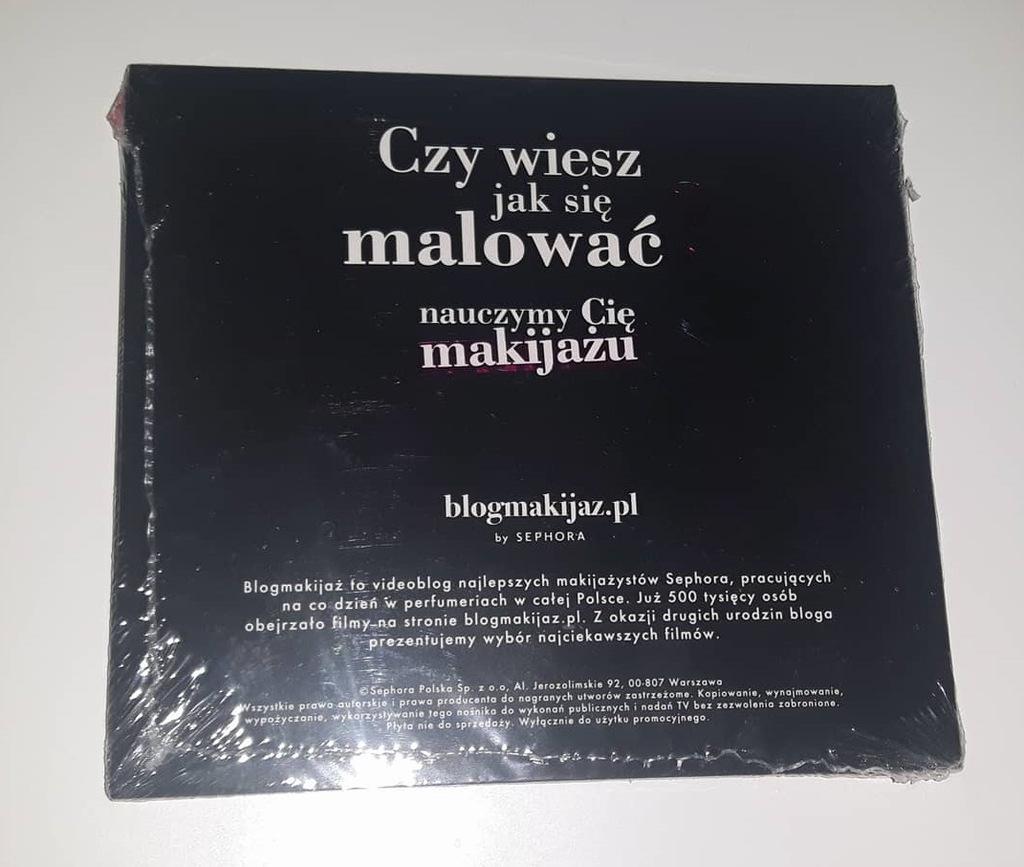 Czy wiesz
jak się
malować
nauczymy Cię
makijażu
blogmakijaz.pl
by SEPHORA
Blogmakijaż to videoblog najlepszych makijażystów Sephora, pracujących
na co dzień w perfumeriach w całej Polsce. Już 500 tysięcy osób
obejrzało filmy na stronie blogmakijaz.pl. Z okazji drugich urodzin bloga
prezentujemy wybór najciekawszych filmów.
©Sephora Polska Sp. z o.o, Al. Jerozolimskie 92, 00-807 Warszawa
Wszystkie prawa autorskie i prawa producenta do nagranych utworów zastrzeżone. Kopiowanie, wynajmowanie,
wypożyczanie, wykorzystywanie tego nośnika do wykonań publicznych i nadań TV bez zezwolenia zabronione.
Płyta nie do sprzedaży. Wyłącznie do użytku promocyjnego.